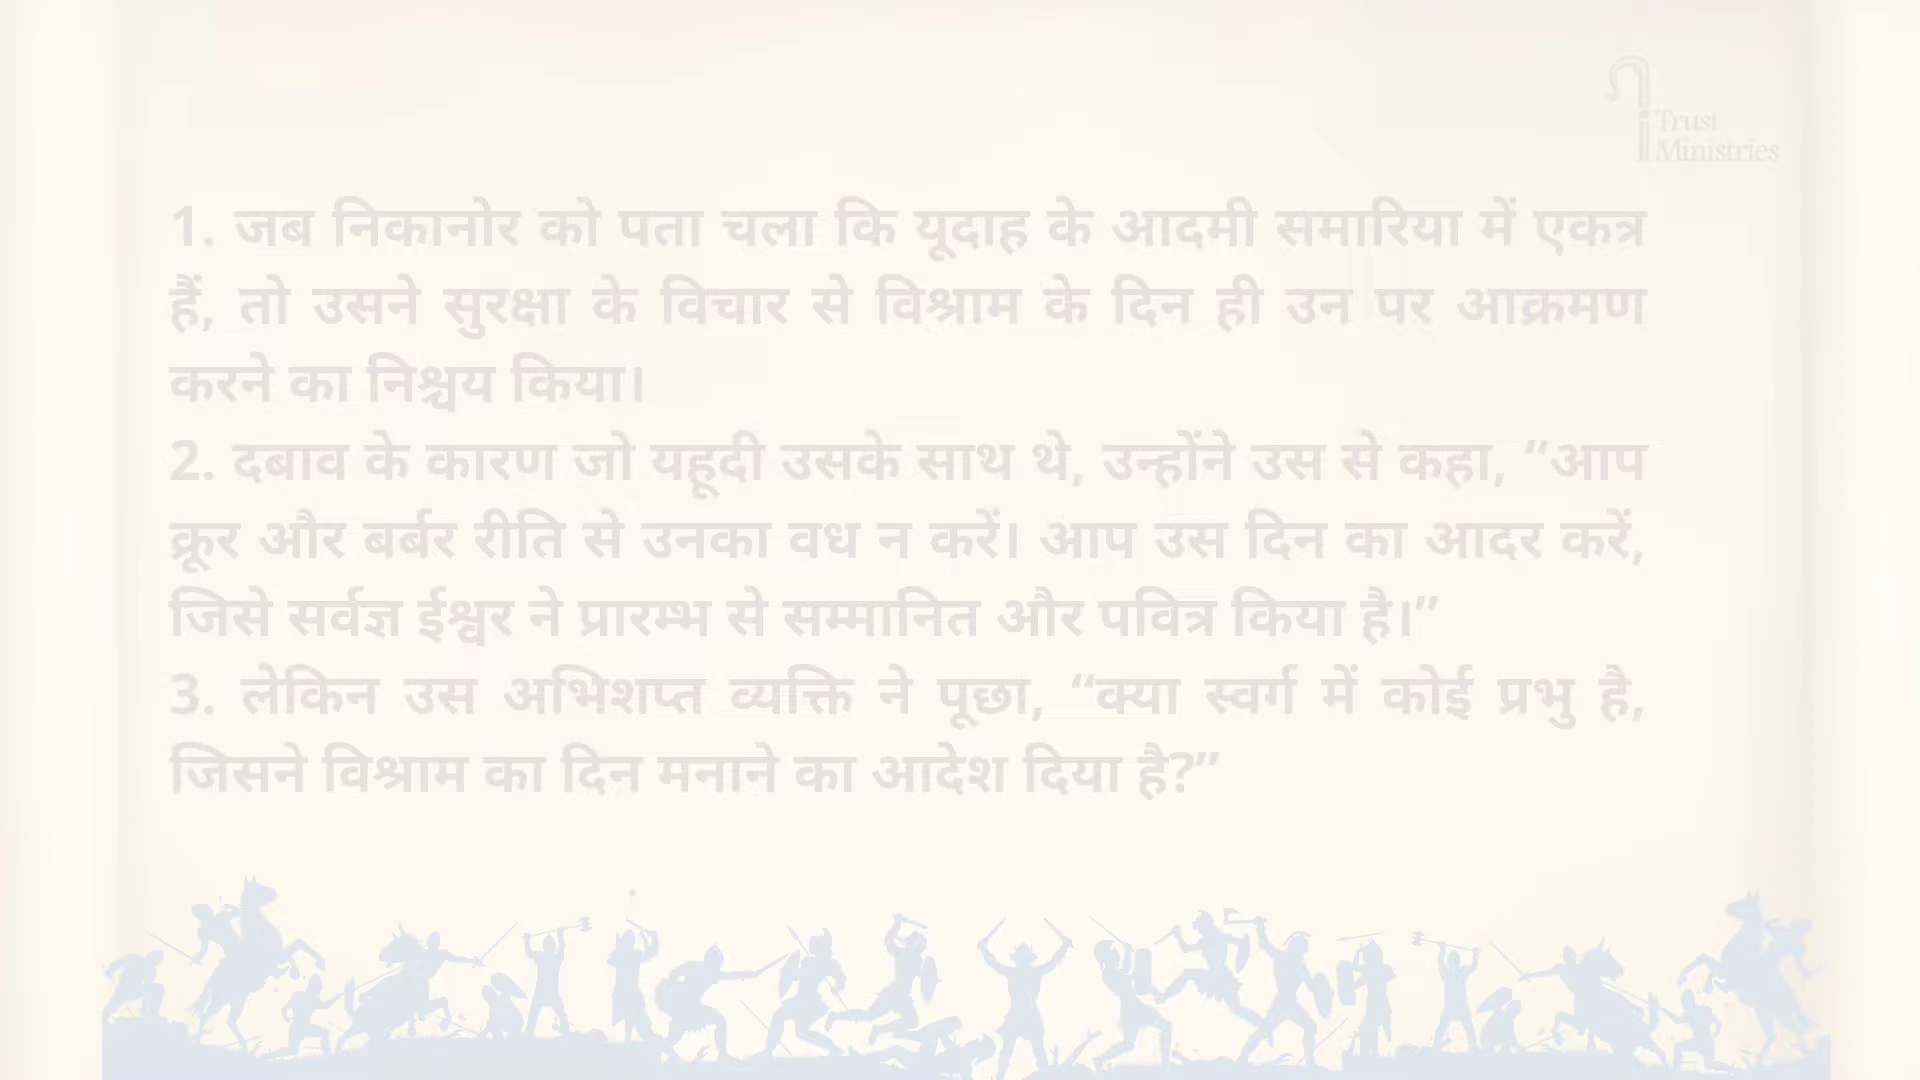 Trust
Ministries
1. जब निकानोर को पता चला कि यूदाह के आदमी समारिया में एकत्र
हैं, तो उसने सुरक्षा के विचार से विश्राम के दिन ही उन पर आक्रमण
करने का निश्चय किया।
2. दबाव के कारण जो यहूदी उसके साथ थे, उन्होंने उस से कहा, “आप
क्रूर और बर्बर रीति से उनका वध न करें। आप उस दिन का आदर करें,
जिसे सर्वज्ञ ईश्वर ने प्रारम्भ से सम्मानित और पवित्र किया है।”
3. लेकिन उस अभिशप्त व्यक्ति ने पूछा, “क्या स्वर्ग में कोई प्रभु है,
जिसने विश्राम का दिन मनाने का आदेश दिया है?”